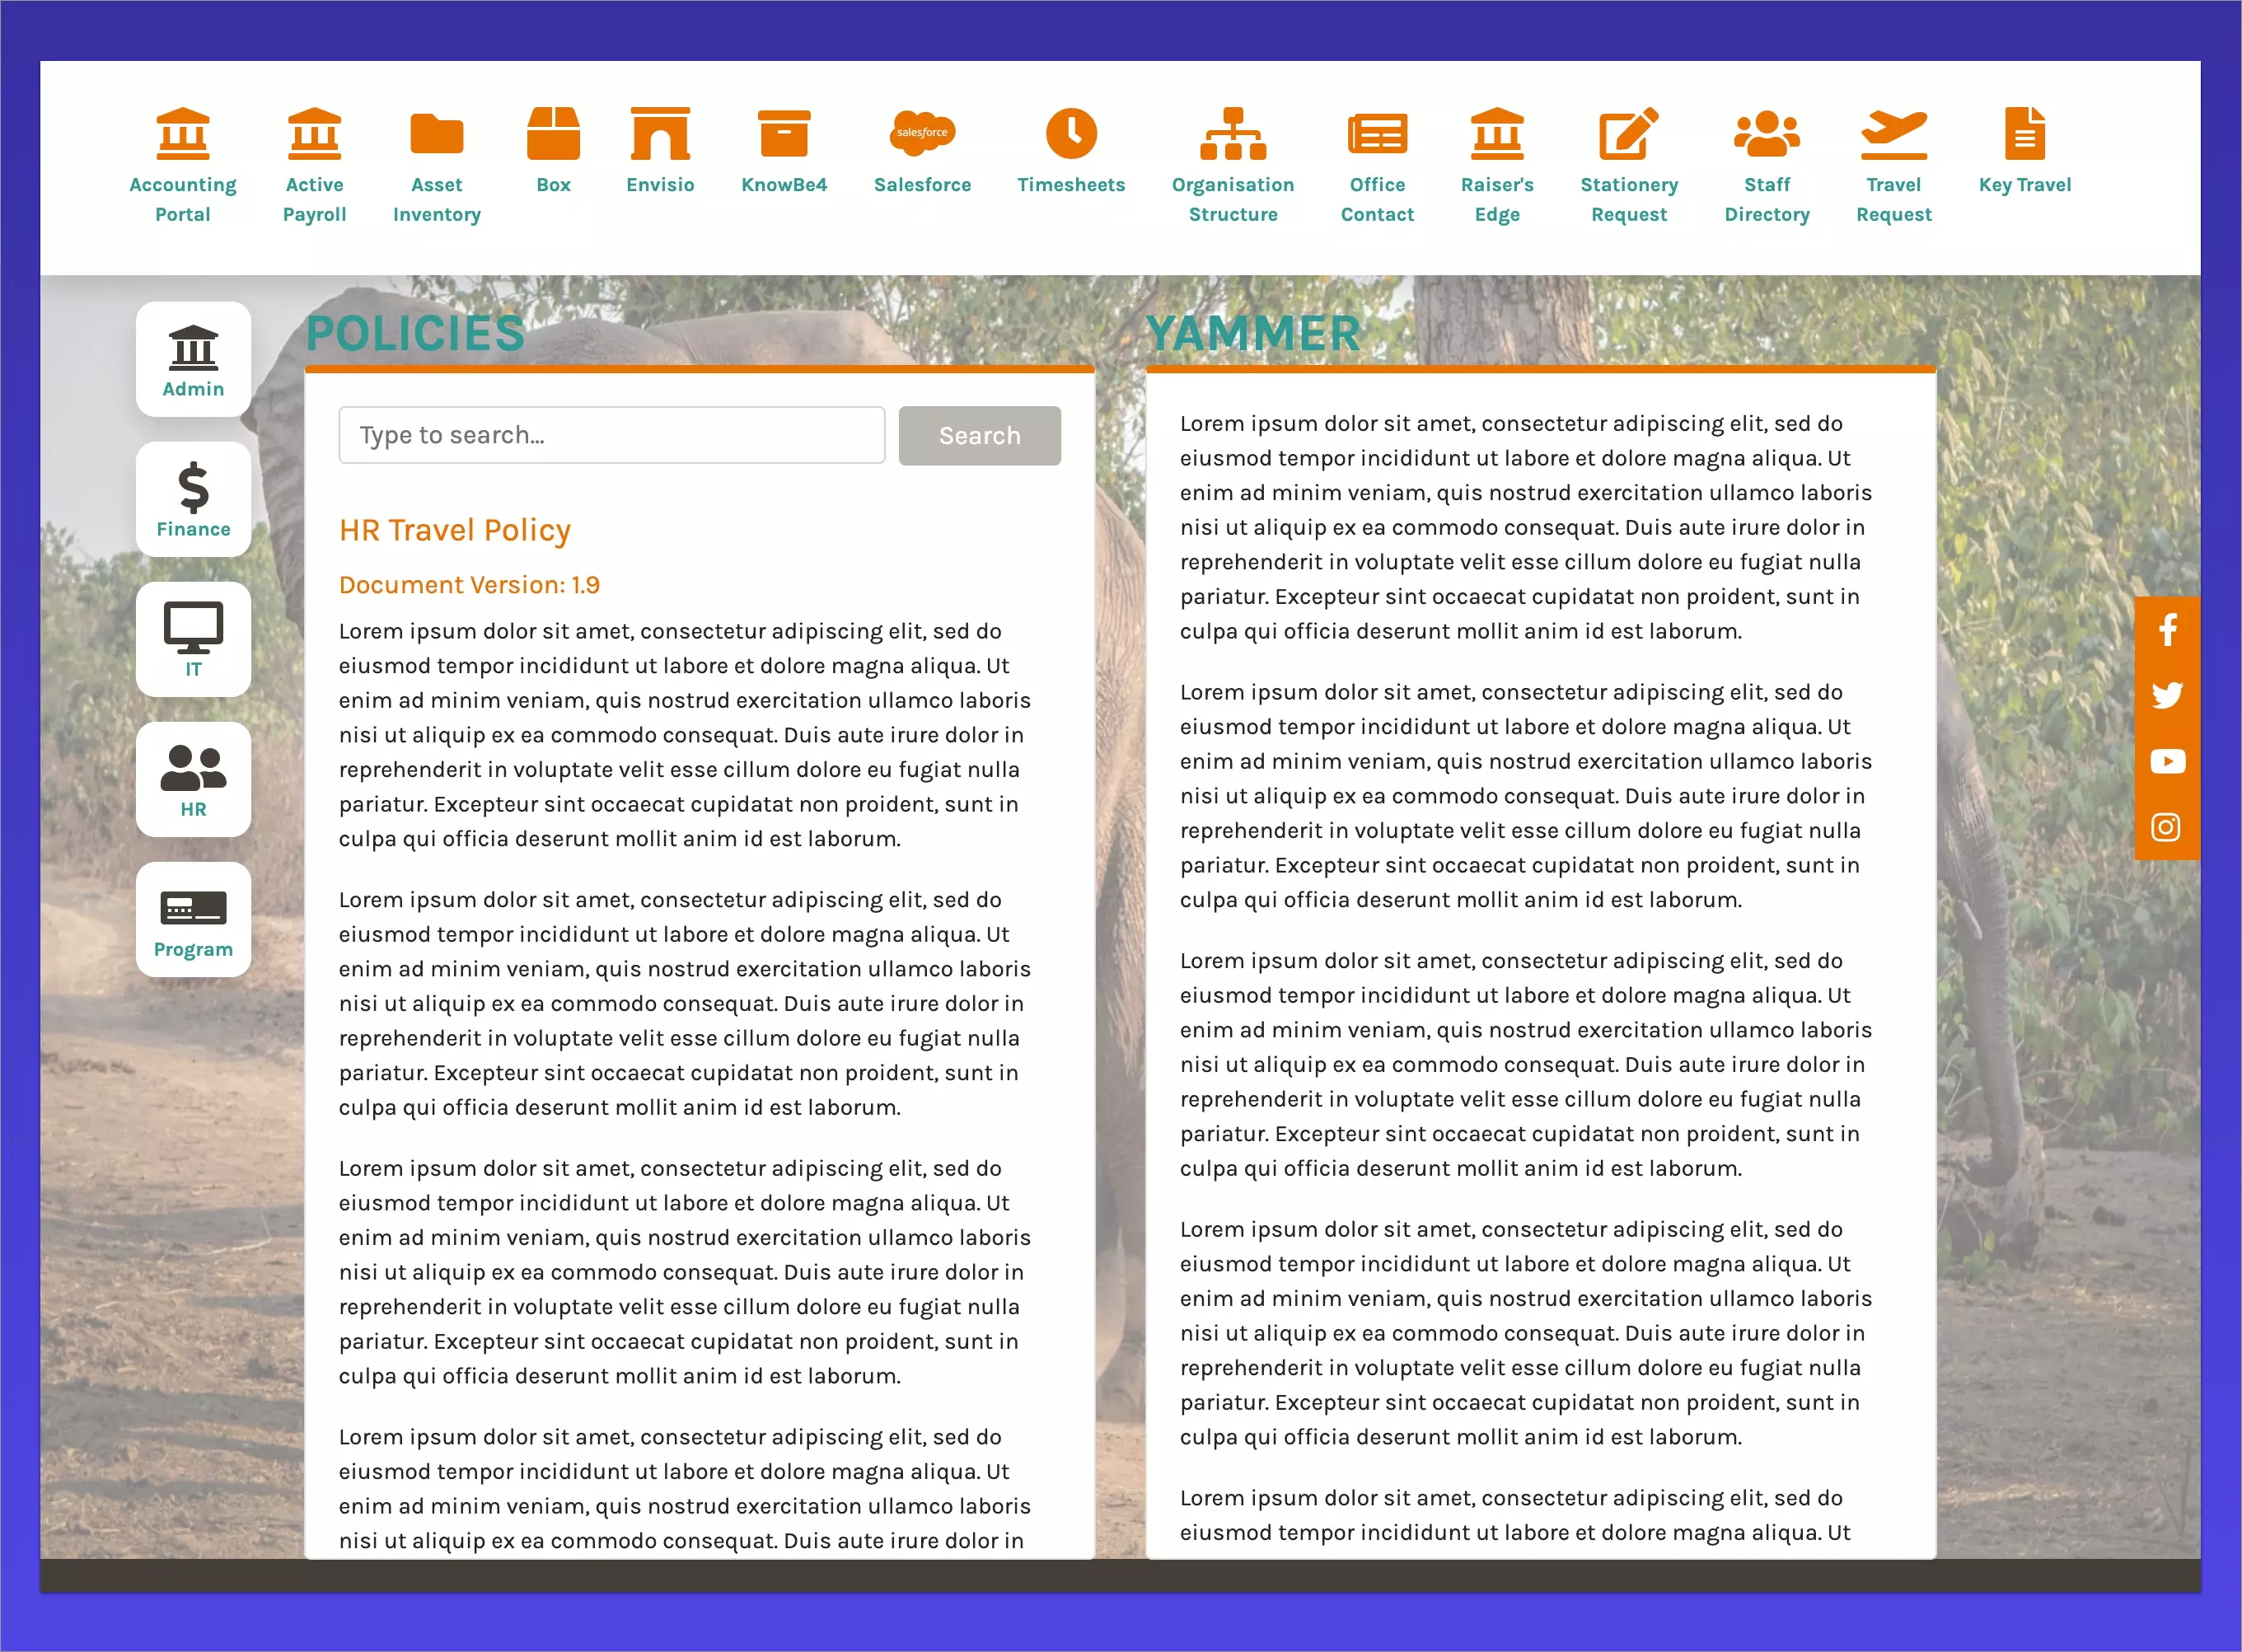 Accounting
Portal
Active
Payroll
Asset
Inventory
Box
Envisio
KnowBe4
salesforce
Salesforce
Timesheets
Organisation
Structure
Office
Contact
Raiser's
Edge
Stationery
Request
Staff
Directory
Travel
Request
Key Travel
Admin
Finance
IT
HR
Program
POLICIES
Type to search...
Search
HR Travel Policy
Document Version: 1.9
Lorem ipsum dolor sit amet, consectetur adipiscing elit, sed do
eiusmod tempor incididunt ut labore et dolore magna aliqua. Ut
enim ad minim veniam, quis nostrud exercitation ullamco laboris
nisi ut aliquip ex ea commodo consequat. Duis aute irure dolor in
reprehenderit in voluptate velit esse cillum dolore eu fugiat nulla
pariatur. Excepteur sint occaecat cupidatat non proident, sunt in
culpa qui officia deserunt mollit anim id est laborum.
Lorem ipsum dolor sit amet, consectetur adipiscing elit, sed do
eiusmod tempor incididunt ut labore et dolore magna aliqua. Ut
enim ad minim veniam, quis nostrud exercitation ullamco laboris
nisi ut aliquip ex ea commodo consequat. Duis aute irure dolor in
reprehenderit in voluptate velit esse cillum dolore eu fugiat nulla
pariatur. Excepteur sint occaecat cupidatat non proident, sunt in
culpa qui officia deserunt mollit anim id est laborum.
Lorem ipsum dolor sit amet, consectetur adipiscing elit, sed do
eiusmod tempor incididunt ut labore et dolore magna aliqua. Ut
enim ad minim veniam, quis nostrud exercitation ullamco laboris
nisi ut aliquip ex ea commodo consequat. Duis aute irure dolor in
reprehenderit in voluptate velit esse cillum dolore eu fugiat nulla
pariatur. Excepteur sint occaecat cupidatat non proident, sunt in
culpa qui officia deserunt mollit anim id est laborum.
Lorem ipsum dolor sit amet, consectetur adipiscing elit, sed do
eiusmod tempor incididunt ut labore et dolore magna aliqua. Ut
enim ad minim veniam, quis nostrud exercitation ullamco laboris
nisi ut aliquip ex ea commodo consequat. Duis aute irure dolor in
YAMMER
Lorem ipsum dolor sit amet, consectetur adipiscing elit, sed do
eiusmod tempor incididunt ut labore et dolore magna aliqua. Ut
enim ad minim veniam, quis nostrud exercitation ullamco laboris
nisi ut aliquip ex ea commodo consequat. Duis aute irure dolor in
reprehenderit in voluptate velit esse cillum dolore eu fugiat nulla
pariatur. Excepteur sint occaecat cupidatat non proident, sunt in
culpa qui officia deserunt mollit anim id est laborum.
Lorem ipsum dolor sit amet, consectetur adipiscing elit, sed do
eiusmod tempor incididunt ut labore et dolore magna aliqua. Ut
enim ad minim veniam, quis nostrud exercitation ullamco laboris
nisi ut aliquip ex ea commodo consequat. Duis aute irure dolor in
reprehenderit in voluptate velit esse cillum dolore eu fugiat nulla
pariatur. Excepteur sint occaecat cupidatat non proident, sunt in
culpa qui officia deserunt mollit anim id est laborum.
Lorem ipsum dolor sit amet, consectetur adipiscing elit, sed do
eiusmod tempor incididunt ut labore et dolore magna aliqua. Ut
enim ad minim veniam, quis nostrud exercitation ullamco laboris
nisi ut aliquip ex ea commodo consequat. Duis aute irure dolor in
reprehenderit in voluptate velit esse cillum dolore eu fugiat nulla
pariatur. Excepteur sint occaecat cupidatat non proident, sunt in
culpa qui officia deserunt mollit anim id est laborum.
Lorem ipsum dolor sit amet, consectetur adipiscing elit, sed do
eiusmod tempor incididunt ut labore et dolore magna aliqua. Ut
enim ad minim veniam, quis nostrud exercitation ullamco laboris
nisi ut aliquip ex ea commodo consequat. Duis aute irure dolor in
reprehenderit in voluptate velit esse cillum dolore eu fugiat nulla
pariatur. Excepteur sint occaecat cupidatat non proident, sunt in
culpa qui officia deserunt mollit anim id est laborum.
Lorem ipsum dolor sit amet, consectetur adipiscing elit, sed do
eiusmod tempor incididunt ut labore et dolore magna aliqua. Ut